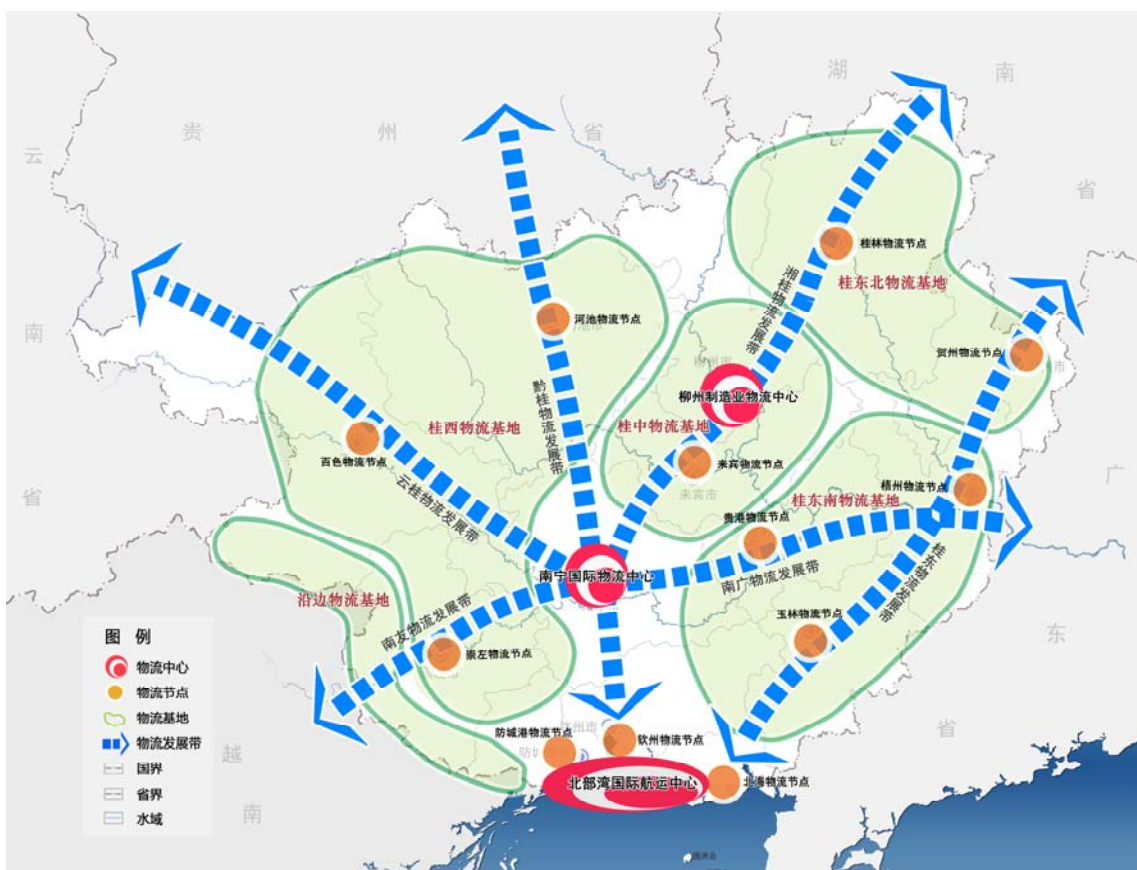 湖 南
贵 州 省
云
省
桂林物流节点
湘桂物流发展带
桂东北物流基地
河池物流节点
南
贺州物流节点
柳州市
柳州制造业物流中心
黔桂物流发展带
桂西物流基地
桂中物流基地
百色物流节点
来宾物流节点
广
梧州物流节点
省
来宾市
桂东南物流基地
云桂物流发展带
贵港物流节点
桂东物流发展带
南宁国际物流中心
南广物流发展带
沿边物流基地
南友物流发展带
玉林物流节点
东
崇左物流节点
图 例
物流中心
物流节点
物流基地
物流发展带
国界
省界
水域
越
南
省
钦州市
防城港物流节点
钦州物流节点
北部湾国际航运中心
北海物流节点